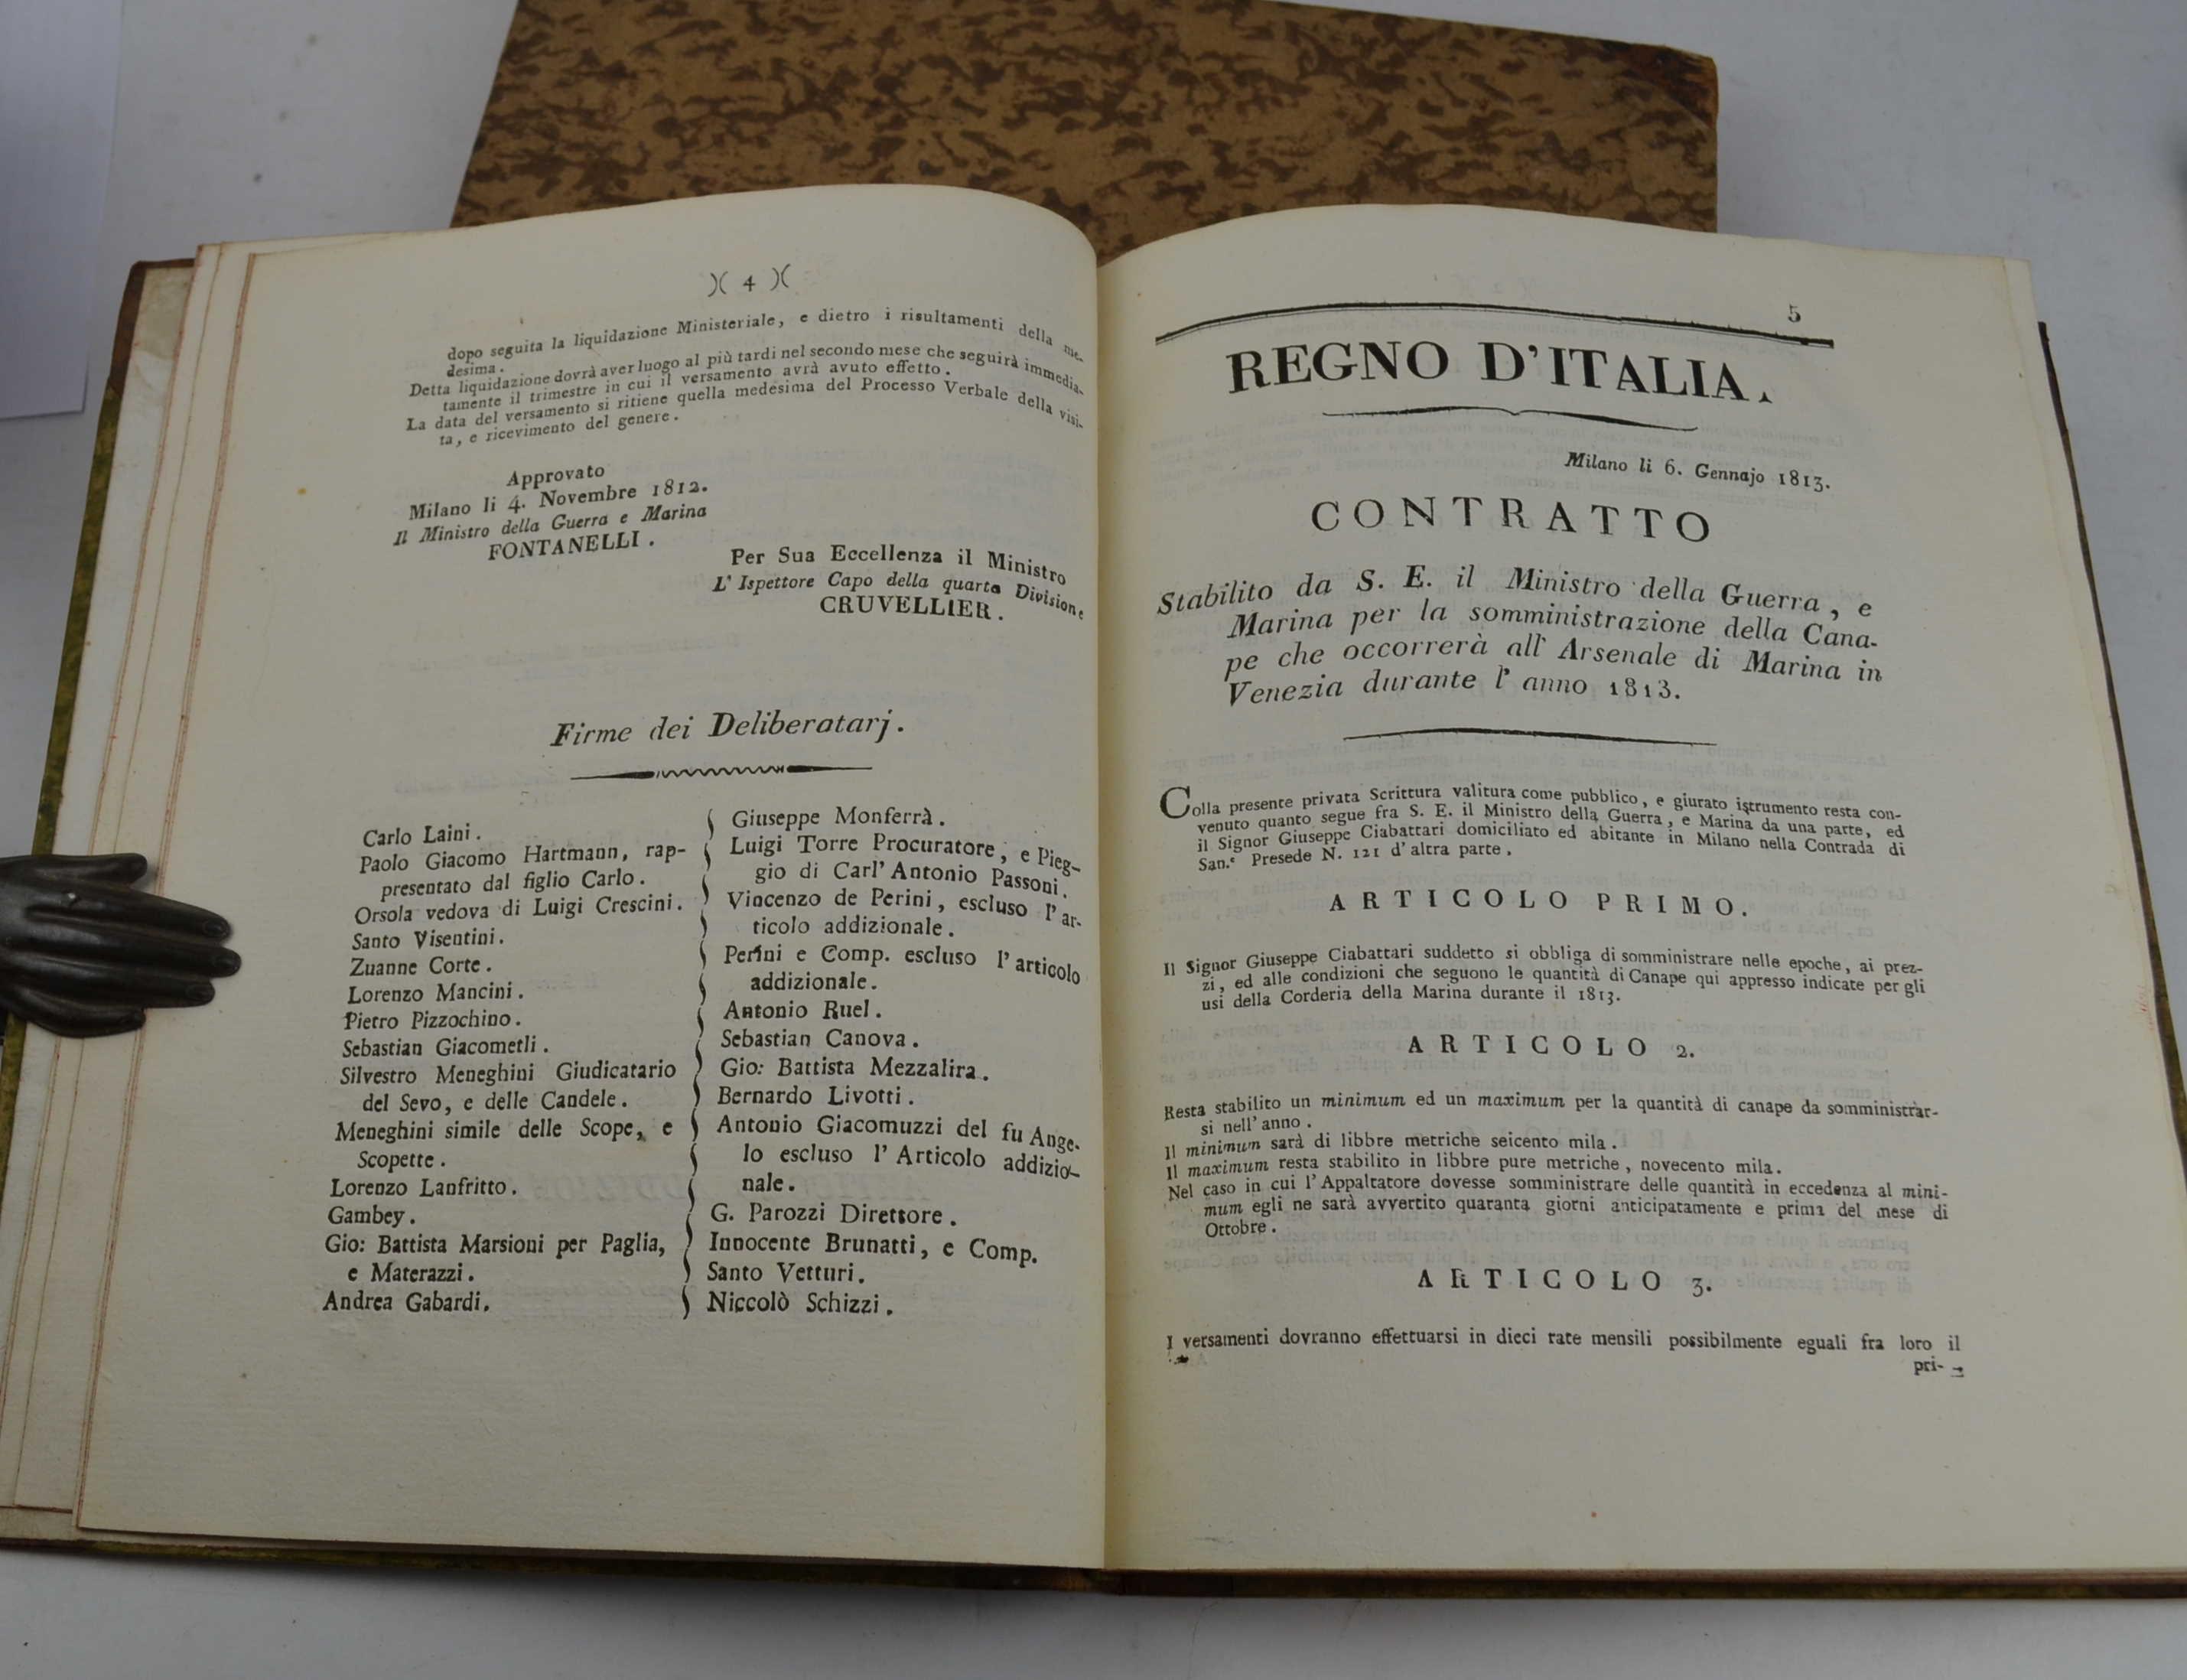 )( 4 )(
dopo seguita la liquidazione Ministeriale, e dietro i risultamenti della me-
desima.
Detta liquidazione dovrà aver luogo al più tardi nel secondo mese che seguirà immedia-
tamente il trimestre in cui il versamento avrà avuto effetto.
La data del versamento si ritiene quella medesima del Processo Verbale della visi-
ta, e ricevimento del genere.
Approvato
Milano li 4. Novembre 1812.
Il Ministro della Guerra e Marina
FONTANELLI.
Per Sua Eccellenza il Ministro
L' Ispettore Capo della quarta Divisione
CRUVELLIER.
Firme dei Deliberatarj.
Carlo Laini.
Paolo Giacomo Hartmann, rap-
presentato dal figlio Carlo.
Orsola vedova di Luigi Crescini.
Santo Visentini.
Zuanne Corte.
Lorenzo Mancini.
Pietro Pizzochino.
Sebastian Giacometli.
Silvestro Meneghini Giudicatario
del Sevo, e delle Candele.
Meneghini simile delle Scope, e
Scopette.
Lorenzo Lanfritto.
Gambey.
Gio: Battista Marsioni per Paglia,
e Materazzi.
Andrea Gabardi.
Giuseppe Monferrà.
Luigi Torre Procuratore, e Pieg-
gio di Carl' Antonio Passoni.
Vincenzo de Perini, escluso l' ar-
ticolo addizionale.
Perini e Comp. escluso l' articolo
addizionale.
Antonio Ruel.
Sebastian Canova.
Gio: Battista Mezzalira.
Bernardo Livotti.
Antonio Giacomuzzi del fu Ange-
lo escluso l' Articolo addizio-
nale.
G. Parozzi Direttore.
Innocente Brunatti, e Comp.
Santo Vetturi.
Niccolò Schizzi.
5
REGNO D'ITALIA.
Milano li 6. Gennajo 1813.
CONTRATTO
Stabilito da S. E. il Ministro della Guerra, e
Marina per la somministrazione della Cana-
pe che occorrerà all' Arsenale di Marina in
Venezia durante l' anno 1813.
Colla presente privata Scrittura valitura come pubblico, e giurato istrumento resta con-
venuto quanto segue fra S. E. il Ministro della Guerra, e Marina da una parte, ed
il Signor Giuseppe Ciabattari domiciliato ed abitante in Milano nella Contrada di
San.e Presede N. 121 d' altra parte.
ARTICOLO PRIMO.
Il Signor Giuseppe Ciabattari suddetto si obbliga di somministrare nelle epoche, ai prez-
zi, ed alle condizioni che seguono le quantità di Canape qui appresso indicate per gli
usi della Corderia della Marina durante il 1813.
ARTICOLO 2.
Resta stabilito un minimum ed un maximum per la quantità di canape da somministrar-
si nell' anno.
Il minimum sarà di libbre metriche seicento mila.
Il maximum resta stabilito in libbre pure metriche, novecento mila.
Nel caso in cui l' Appaltatore dovesse somministrare delle quantità in eccedenza al mini-
mum egli ne sarà avvertito quaranta giorni anticipatamente e prima del mese di
Ottobre.
ARTICOLO 3.
I versamenti dovranno effettuarsi in dieci rate mensili possibilmente eguali fra loro il
pri-